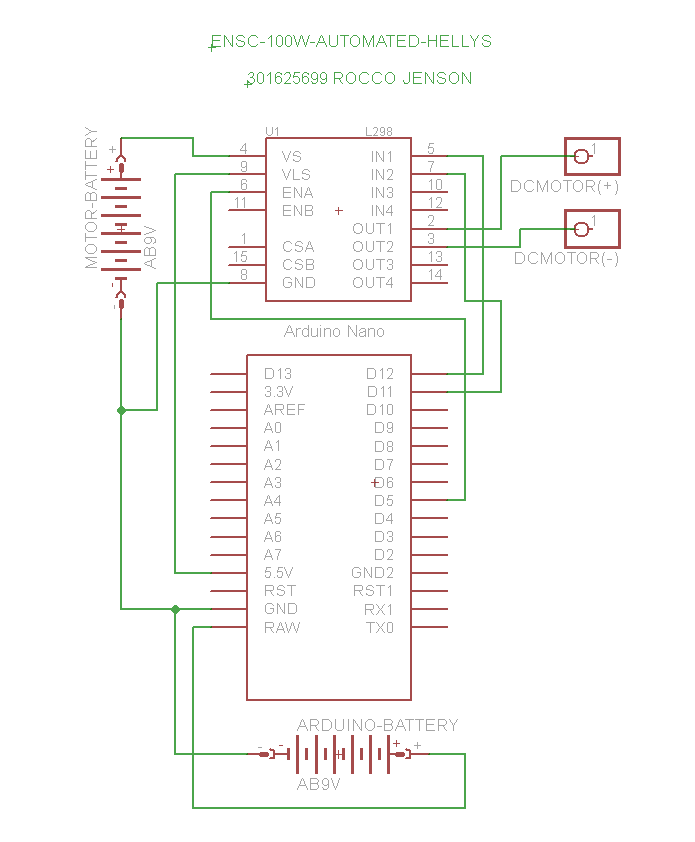 ENSC-100W-AUTOMATED-HELLYS
301625699 ROCCO JENSON
U1 L298
MOTOR-BATTERY
AB9V
+
+
-
-
4 VS IN1 5
9 VLS IN2 7
6 ENA IN3 10
11 ENB IN4 12
OUT1 2
1 CSA OUT2 3
15 CSB OUT3 13
8 GND OUT4 14
1
DCMOTOR(+)
1
DCMOTOR(-)
Arduino Nano
D13 D12
3.3V D11
AREF D10
A0 D9
A1 D8
A2 D7
A3 D6
A4 D5
A5 D4
A6 D3
A7 D2
5.5V GND2
RST RST1
GND RX1
RAW TX0
ARDUINO-BATTERY
- - + +
AB9V